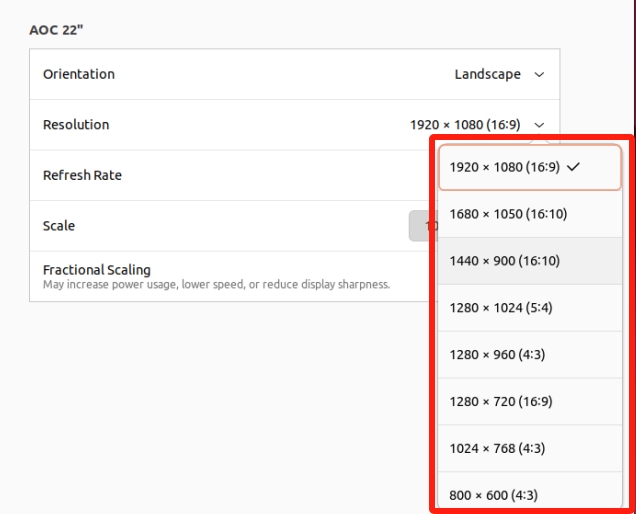 AOC 22"
Orientation
Landscape
Resolution
1920 × 1080 (16:9)
1920 × 1080 (16:9)
Refresh Rate
1680 × 1050 (16:10)
Scale
1440 × 900 (16:10)
Fractional Scaling
May increase power usage, lower speed, or reduce display sharpness.
1280 × 1024 (5:4)
1280 × 960 (4:3)
1280 × 720 (16:9)
1024 × 768 (4:3)
800 × 600 (4:3)